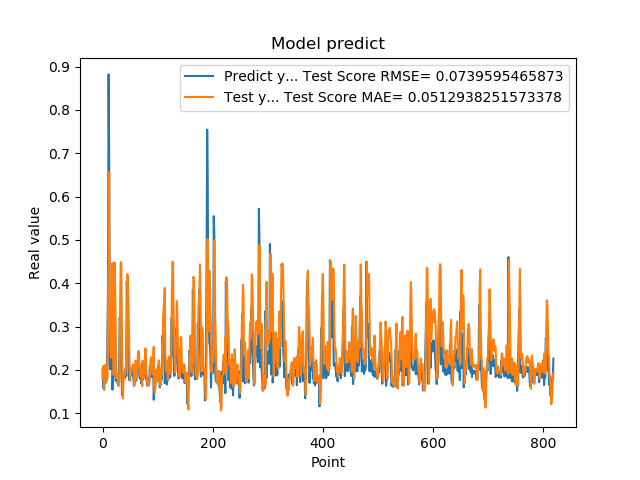 Model predict
Predict y... Test Score RMSE= 0.0739595465873
Test y... Test Score MAE= 0.0512938251573378
0.9
0.8
0.7
0.6
0.5
0.4
0.3
0.2
0.1
Real value
0 200 400 600 800
Point